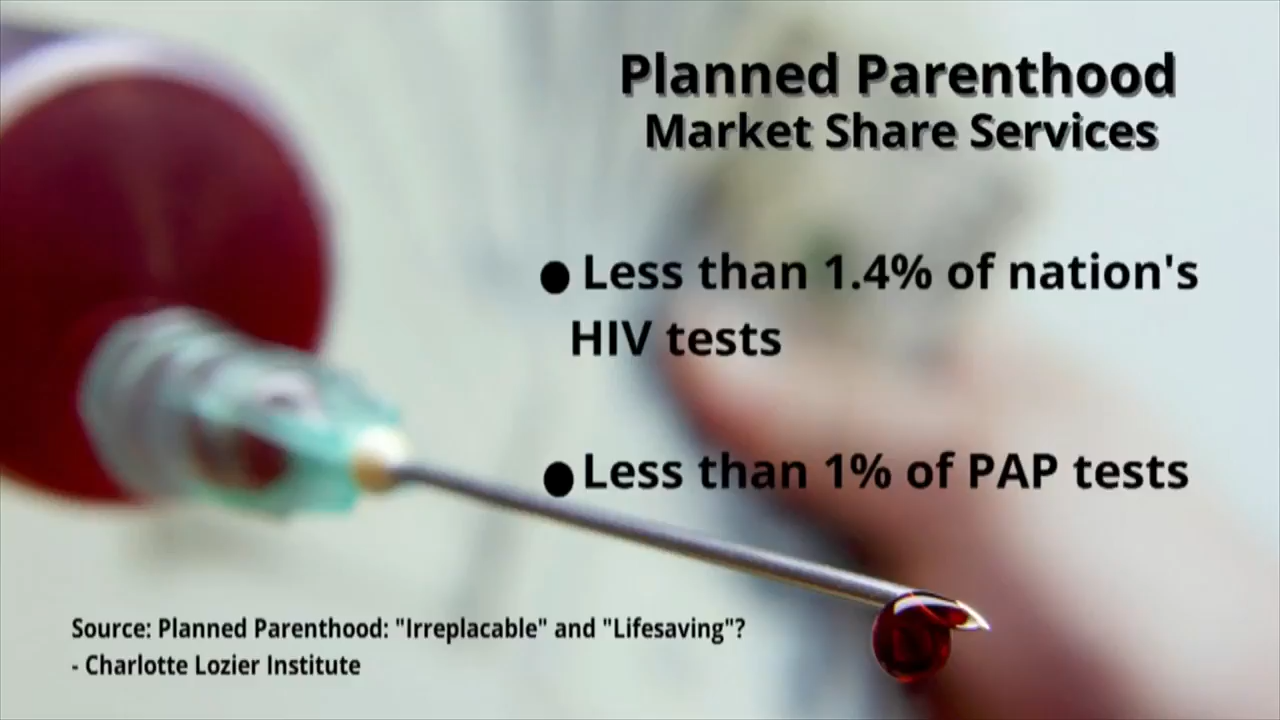 Planned Parenthood
Market Share Services
● Less than 1.4% of nation's
HIV tests
● Less than 1% of PAP tests
Source: Planned Parenthood: "Irreplacable" and "Lifesaving"?
- Charlotte Lozier Institute